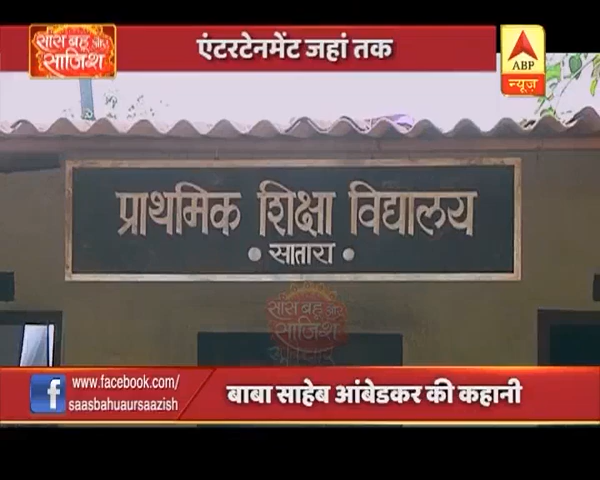 सास बहू और
साज़िश
एंटरटेनमेंट जहां तक
ABP
न्यूज़
प्राथमिक शिक्षा विद्यालय
• सातारा •
सास बहू और
साज़िश
www.facebook.com/
saasbahuaursaazish
बाबा साहेब आंबेडकर की कहानी